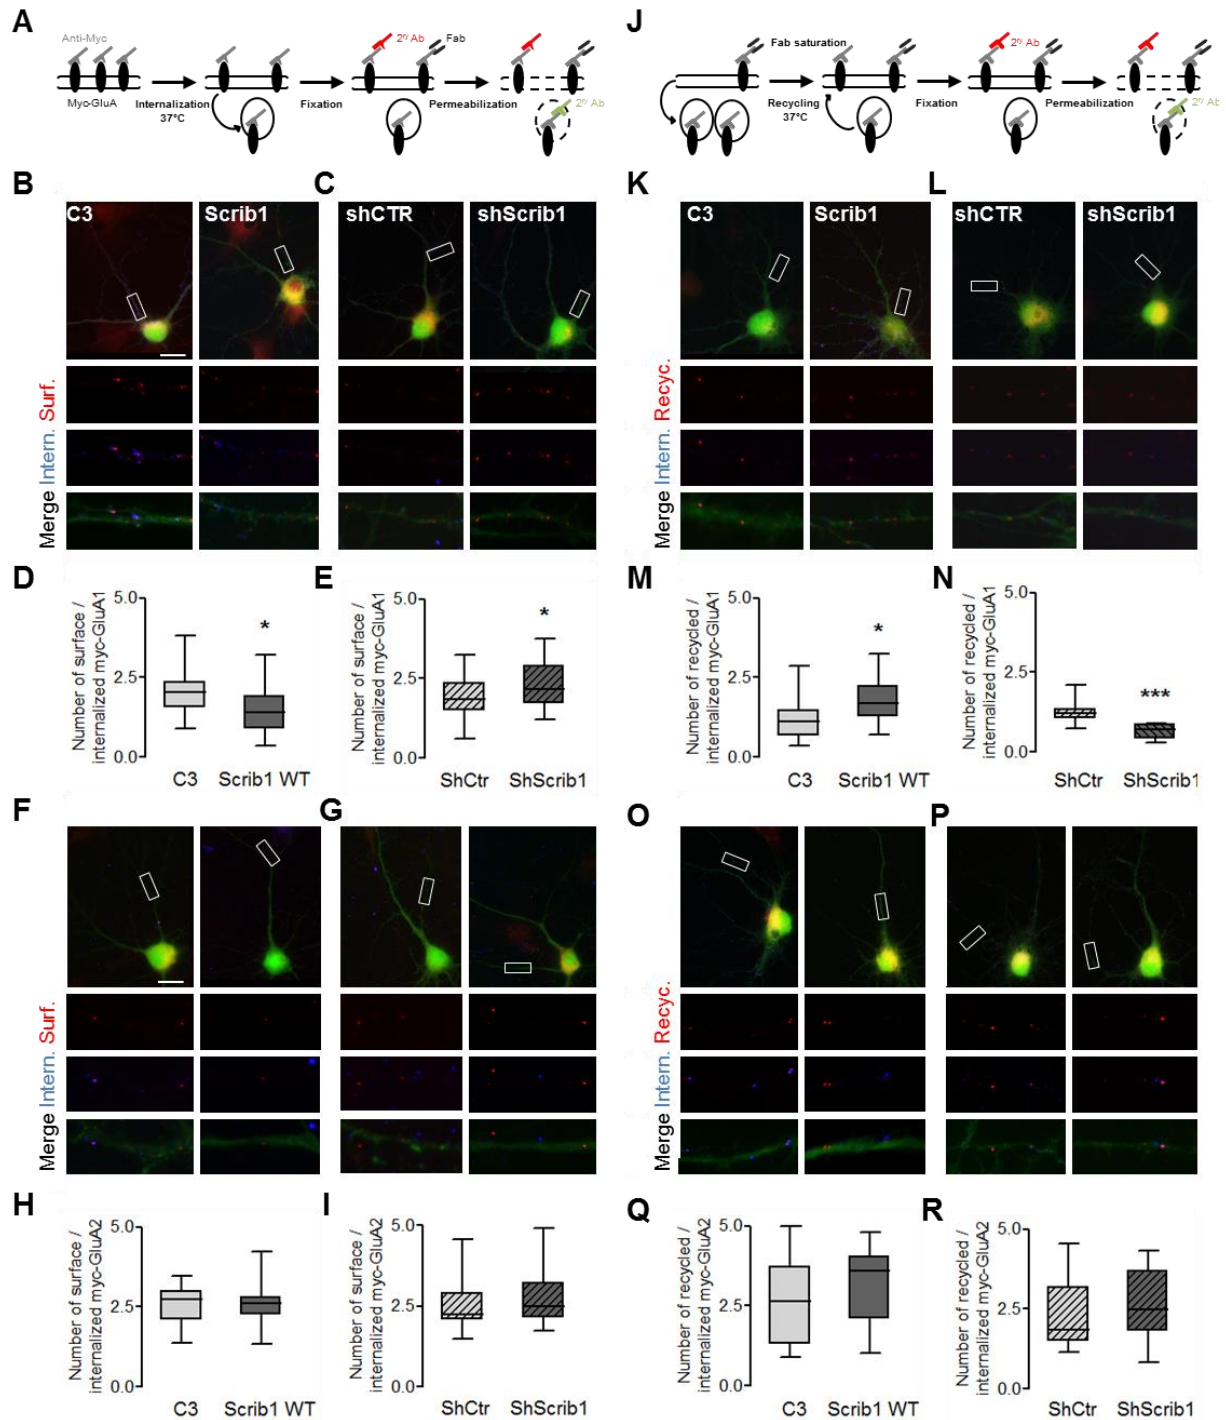 A
Anti-Myc
2ry Ab
Fab
Myc-GluA
Internalization
37°C
Fixation
Permeabilization
2ry Ab
J
Fab saturation
2ry Ab
Recycling
37°C
Fixation
Permeabilization
2ry Ab
B
C
C3
Scrib1
shCTR
shScrib1
Merge Intern. Surf.
K
L
C3
Scrib1
shCTR
shScrib1
Merge Intern. Recyc.
D
Number of surface /
internalized myc-GluA1
5.0
2.5
0.0
*
C3
Scrib1 WT
E
Number of surface /
internalized myc-GluA1
5.0
2.5
0.0
*
ShCtr
ShScrib1
M
Number of recycled /
internalized myc-GluA1
5.0
2.5
0.0
*
C3
Scrib1 WT
N
Number of recycled /
internalized myc-GluA1
5.0
2.5
0.0
***
ShCtr
ShScrib1
F
G
Merge Intern. Surf.
O
P
Merge Intern. Recyc.
H
Number of surface /
internalized myc-GluA2
5.0
2.5
0.0
C3
Scrib1 WT
I
Number of surface /
internalized myc-GluA2
5.0
2.5
0.0
ShCtr
ShScrib1
Q
Number of recycled /
internalized myc-GluA2
5.0
2.5
0.0
C3
Scrib1 WT
R
Number of recycled /
internalized myc-GluA2
5.0
2.5
0.0
ShCtr
ShScrib1